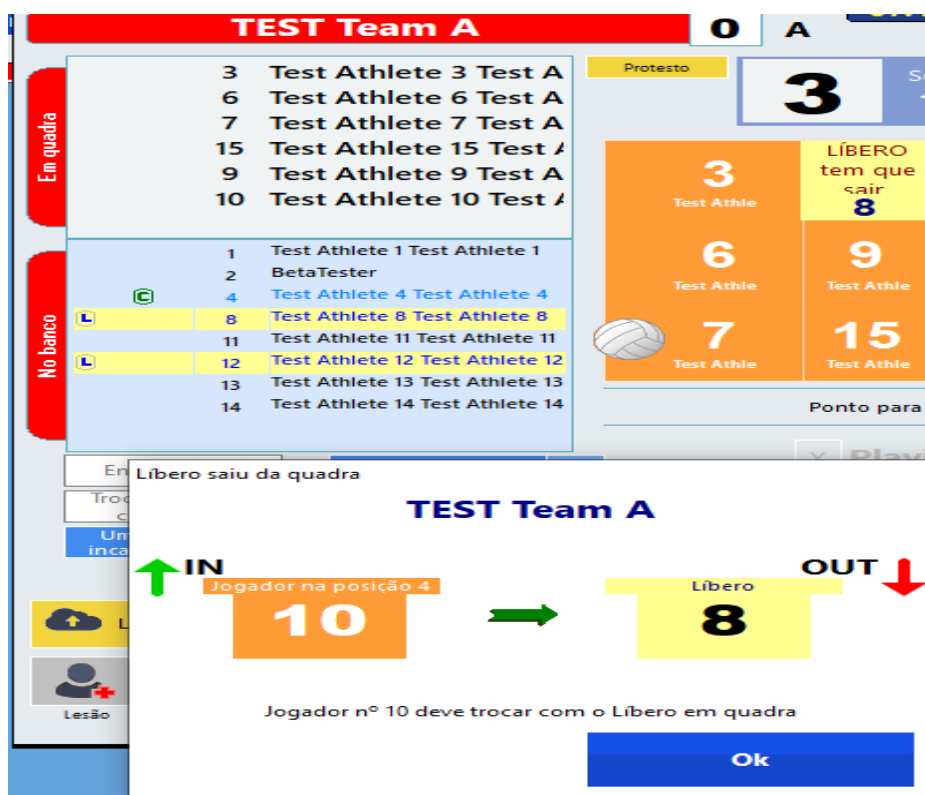 TEST Team A
0
A
Em quadra
3 Test Athlete 3 Test A
6 Test Athlete 6 Test A
7 Test Athlete 7 Test A
15 Test Athlete 15 Test
9 Test Athlete 9 Test A
10 Test Athlete 10 Test
Protesto
3
3
Test Athle
LÍBERO
tem que
sair
8
6
Test Athle
9
Test Athle
7
Test Athle
15
Test Athle
No banco
1 Test Athlete 1 Test Athlete 1
2 BetaTester
C 4 Test Athlete 4 Test Athlete 4
L 8 Test Athlete 8 Test Athlete 8
11 Test Athlete 11 Test Athlete 11
L 12 Test Athlete 12 Test Athlete 12
13 Test Athlete 13 Test Athlete 13
14 Test Athlete 14 Test Athlete 14
Ponto para
Líbero saiu da quadra
TEST Team A
IN
OUT
Jogador na posição 4
10
Líbero
8
Jogador nº 10 deve trocar com o Líbero em quadra
Ok
Lesão